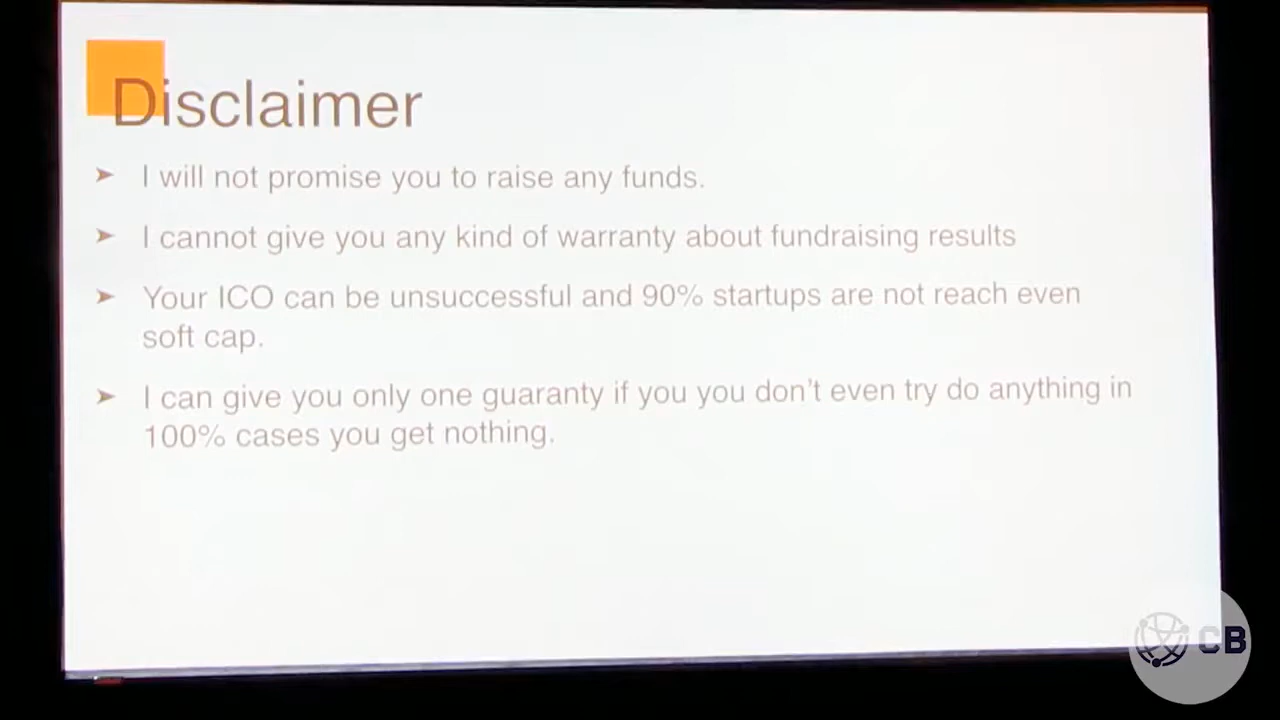 Disclaimer
➤ I will not promise you to raise any funds.
➤ I cannot give you any kind of warranty about fundraising results
➤ Your ICO can be unsuccessful and 90% startups are not reach even
soft cap.
➤ I can give you only one guaranty if you you don't even try do anything in
100% cases you get nothing.
CB